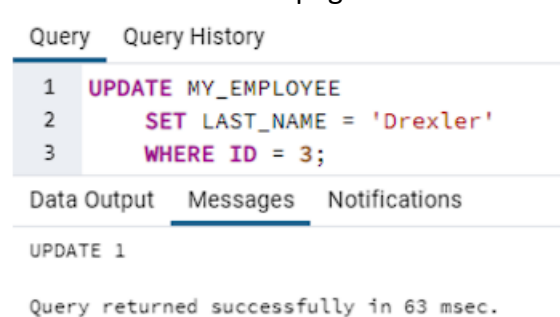 Query Query History
1 UPDATE MY_EMPLOYEE
2 SET LAST_NAME = 'Drexler'
3 WHERE ID = 3;
Data Output Messages Notifications
UPDATE 1
Query returned successfully in 63 msec.